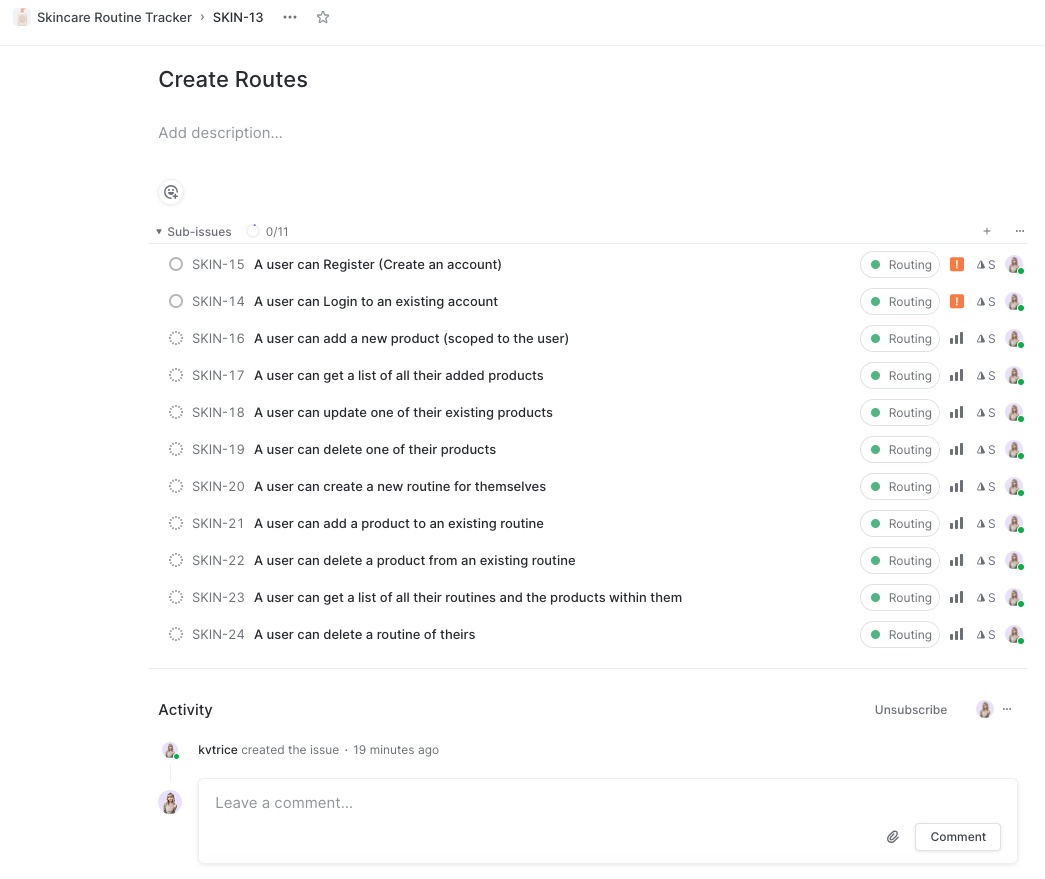 Skincare Routine Tracker › SKIN-13 ···
Create Routes
Add description...
Sub-issues 0/11 + ···
SKIN-15 A user can Register (Create an account) Routing ! S
SKIN-14 A user can Login to an existing account Routing ! S
SKIN-16 A user can add a new product (scoped to the user) Routing S
SKIN-17 A user can get a list of all their added products Routing S
SKIN-18 A user can update one of their existing products Routing S
SKIN-19 A user can delete one of their products Routing S
SKIN-20 A user can create a new routine for themselves Routing S
SKIN-21 A user can add a product to an existing routine Routing S
SKIN-22 A user can delete a product from an existing routine Routing S
SKIN-23 A user can get a list of all their routines and the products within them Routing S
SKIN-24 A user can delete a routine of theirs Routing S
Activity Unsubscribe ···
kvtrice created the issue · 19 minutes ago
Leave a comment...
Comment